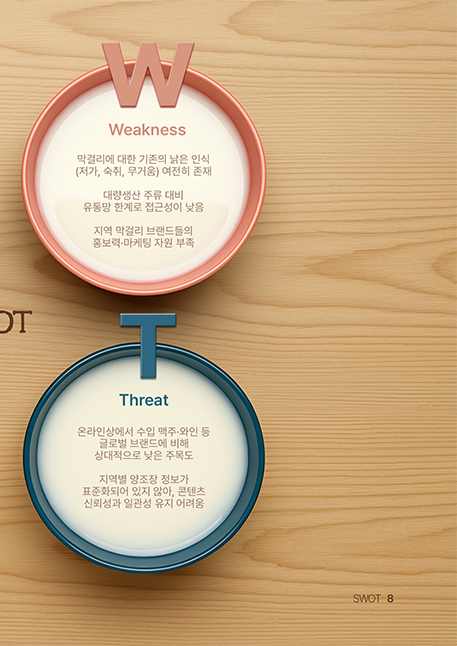 W
Weakness
막걸리에 대한 기존의 낡은 인식
(저가, 숙취, 무거움) 여전히 존재
대량생산 주류 대비
유통망 한계로 접근성이 낮음
지역 막걸리 브랜드들의
홍보력·마케팅 자원 부족
OT
T
Threat
온라인상에서 수입 맥주·와인 등
글로벌 브랜드에 비해
상대적으로 낮은 주목도
지역별 양조장 정보가
표준화되어 있지 않아, 콘텐츠
신뢰성과 일관성 유지 어려움
SWOT 8